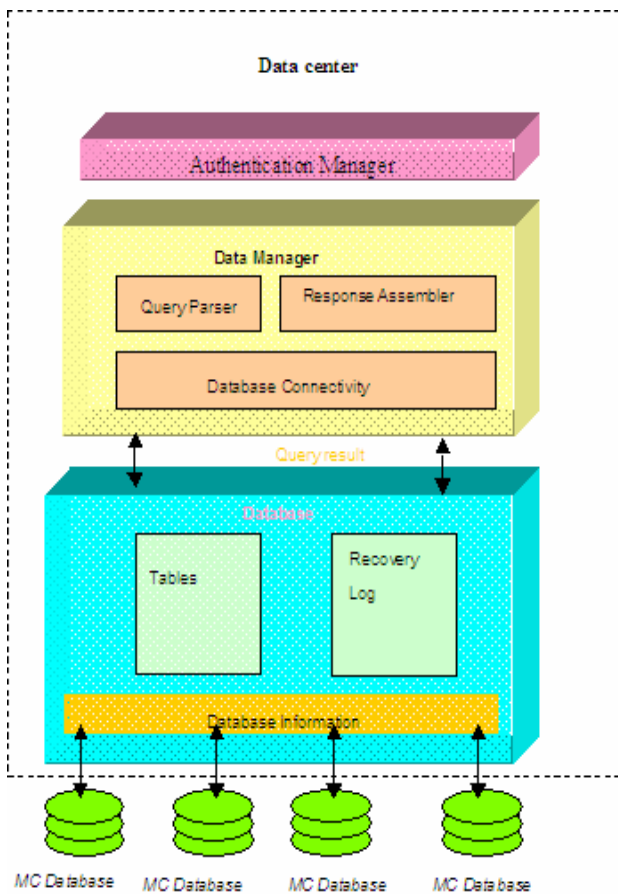 Data center
Authentication Manager
Data Manager
Query Parser
Response Assembler
Database Connectivity
Query result
Database
Tables
Recovery
Log
Database Information
MC Database
MC Database
MC Database
MC Database